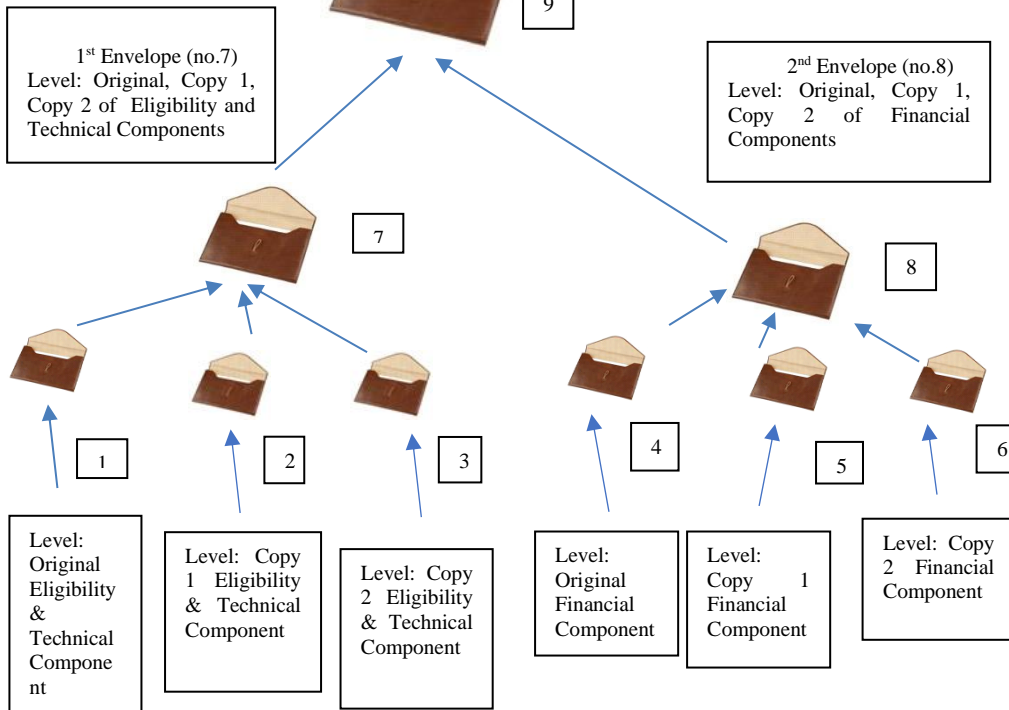 9
1st Envelope (no.7)
Level: Original, Copy 1,
Copy 2 of Eligibility and
Technical Components
2nd Envelope (no.8)
Level: Original, Copy 1,
Copy 2 of Financial
Components
7
8
1
2
3
4
5
6
Level:
Original
Eligibility
&
Technical
Compone
nt
Level: Copy
1 Eligibility
& Technical
Component
Level: Copy
2 Eligibility
& Technical
Component
Level:
Original
Financial
Component
Level:
Copy 1
Financial
Component
Level: Copy
2 Financial
Component